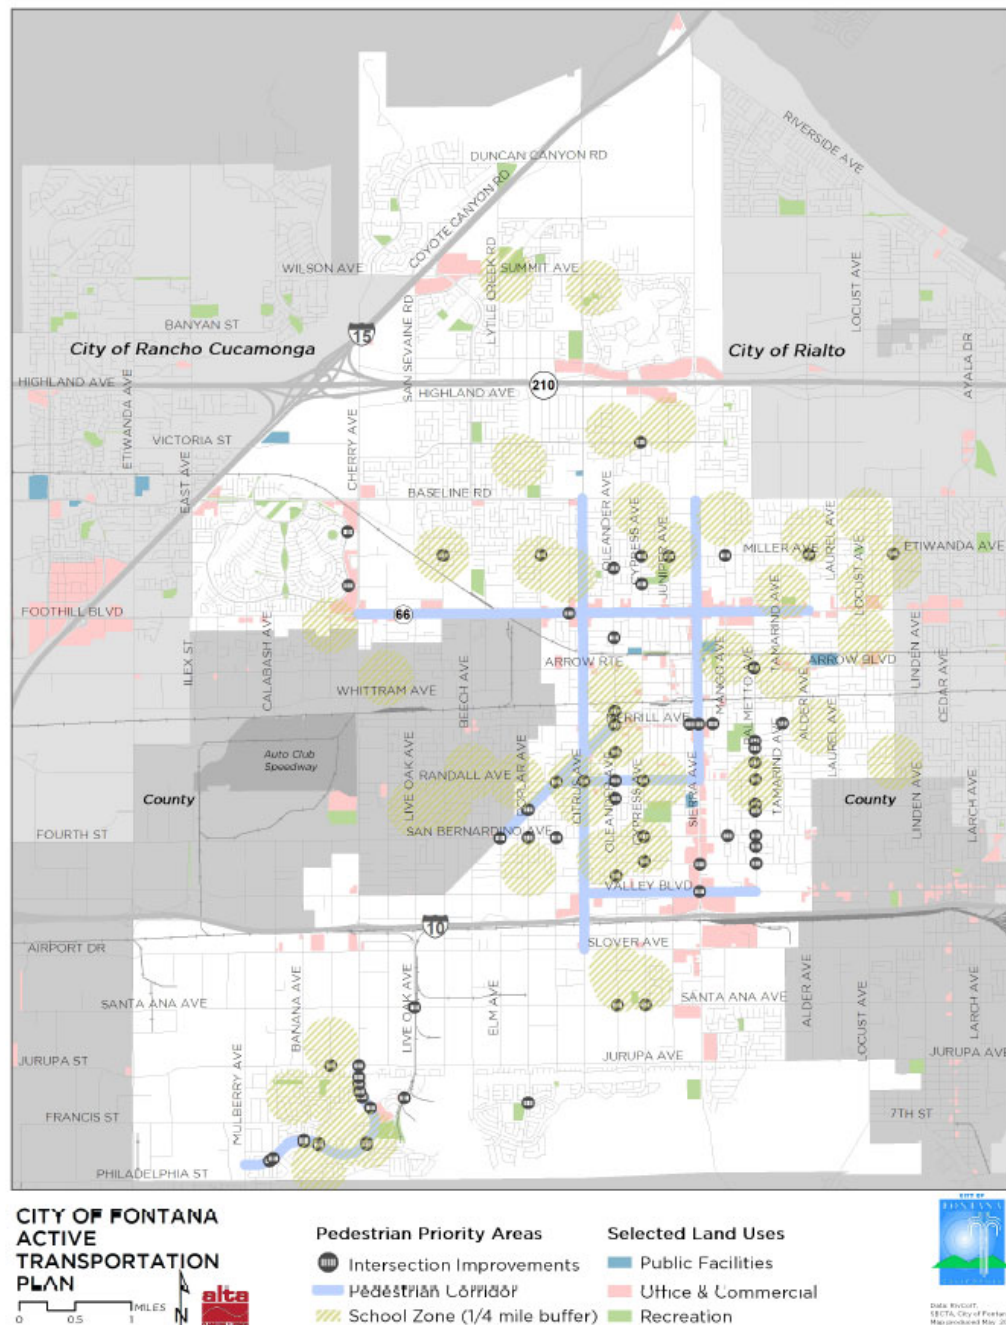 DUNCAN CANYON RD
RIVERSIDE AVE
COYOTE CANYON RD
LYTLE CREEK RD
WILSON AVE
SUMMIT AVE
SAN SEVAINE RD
LOCUST AVE
BANYAN ST
15
AYALA DR
City of Rancho Cucamonga
City of Rialto
HIGHLAND AVE
210
HIGHLAND AVE
ETIWANDA AVE
VICTORIA ST
CHERRY AVE
EAST AVE
BASELINE RD
OLEANDER AVE
CYPRESS AVE
JUNIPER AVE
MILLER AVE
LAUREL AVE
LOCUST AVE
ETIWANDA AVE
FOOTHILL BLVD
66
TAMARIND AVE
ILEX ST
CALABASH AVE
ARROW RTE
MANGO AVE
ARROW BLVD
LINDEN AVE
CEDAR AVE
WHITTRAM AVE
BEECH AVE
PALMETTO AVE
ALDER AVE
LAUREL AVE
Auto Club
Speedway
LIVE OAK AVE
RANDALL AVE
CITRUS AVE
OLEANDER AVE
CYPRESS AVE
SIERRA AVE
TAMARIND AVE
County
County
LINDEN AVE
LARCH AVE
FOURTH ST
SAN BERNARDINO AVE
VALLEY BLVD
10
AIRPORT DR
SLOVER AVE
SANTA ANA AVE
BANANA AVE
LIVE OAK AVE
ELM AVE
SANTA ANA AVE
ALDER AVE
LOCUST AVE
LARCH AVE
JURUPA ST
JURUPA AVE
JURUPA AVE
MULBERRY AVE
FRANCIS ST
7TH ST
PHILADELPHIA ST
CITY OF FONTANA
ACTIVE
TRANSPORTATION
PLAN
0 0.5 1 MILES
N
alta
Pedestrian Priority Areas
Intersection Improvements
Pedestrian Corridor
School Zone (1/4 mile buffer)
Selected Land Uses
Public Facilities
Office & Commercial
Recreation
CITY OF
FONTANA
CALIFORNIA